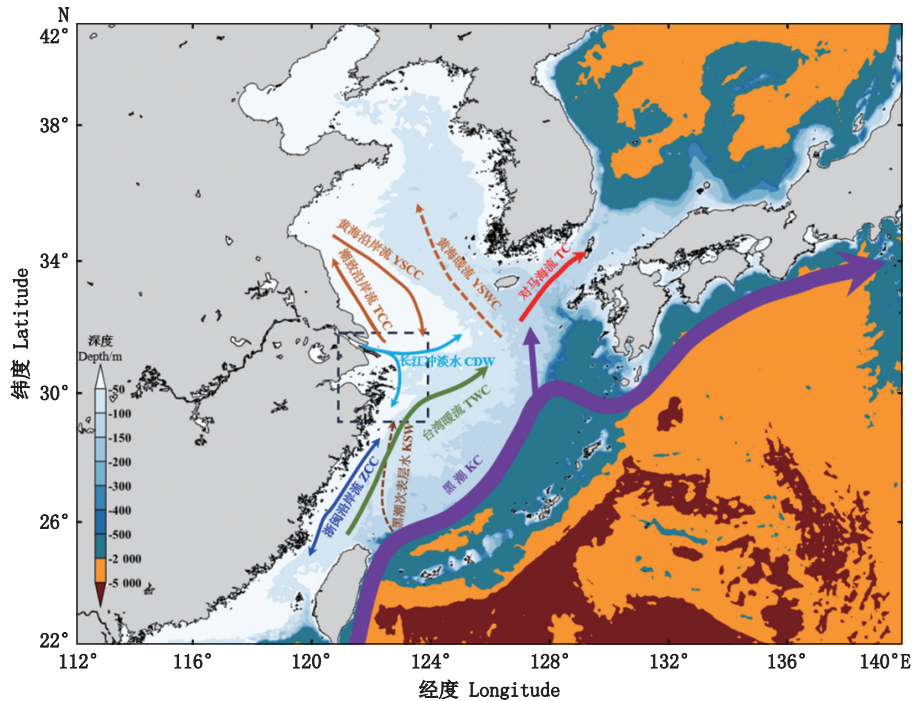 N
42°
38°
34°
30°
26°
22°
纬度 Latitude
112
116°
120°
124°
128°
132°
136°
140°E
经度 Longitude
深度
Depth/m
-50
-100
-150
-200
-300
-400
-500
-2 000
-5 000
黄海沿岸流 YSCC
潮致沿岸流 TCC
黄海暖流 YSWC
对马海流 TC
长江冲淡水 CDW
台湾暖流 TWC
黑潮次表层水 KSW
浙闽沿岸流 ZCC
黑潮 KC